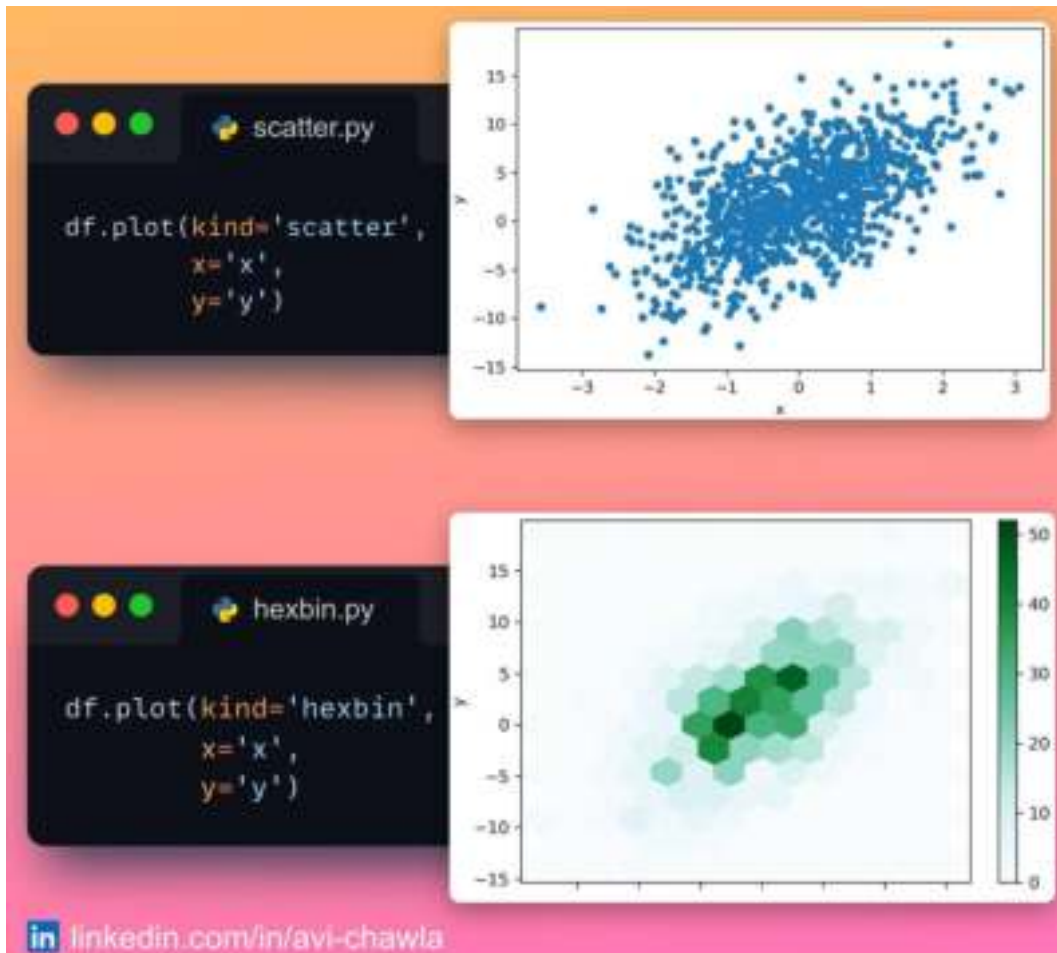 scatter.py
df.plot(kind='scatter',
x='x',
y='y')
15
10
5
0
−5
−10
−15
y
−3
−2
−1
0
1
2
3
x
hexbin.py
df.plot(kind='hexbin',
x='x',
y='y')
15
10
5
0
−5
−10
−15
y
50
40
30
20
10
0
in linkedin.com/in/avi-chawla